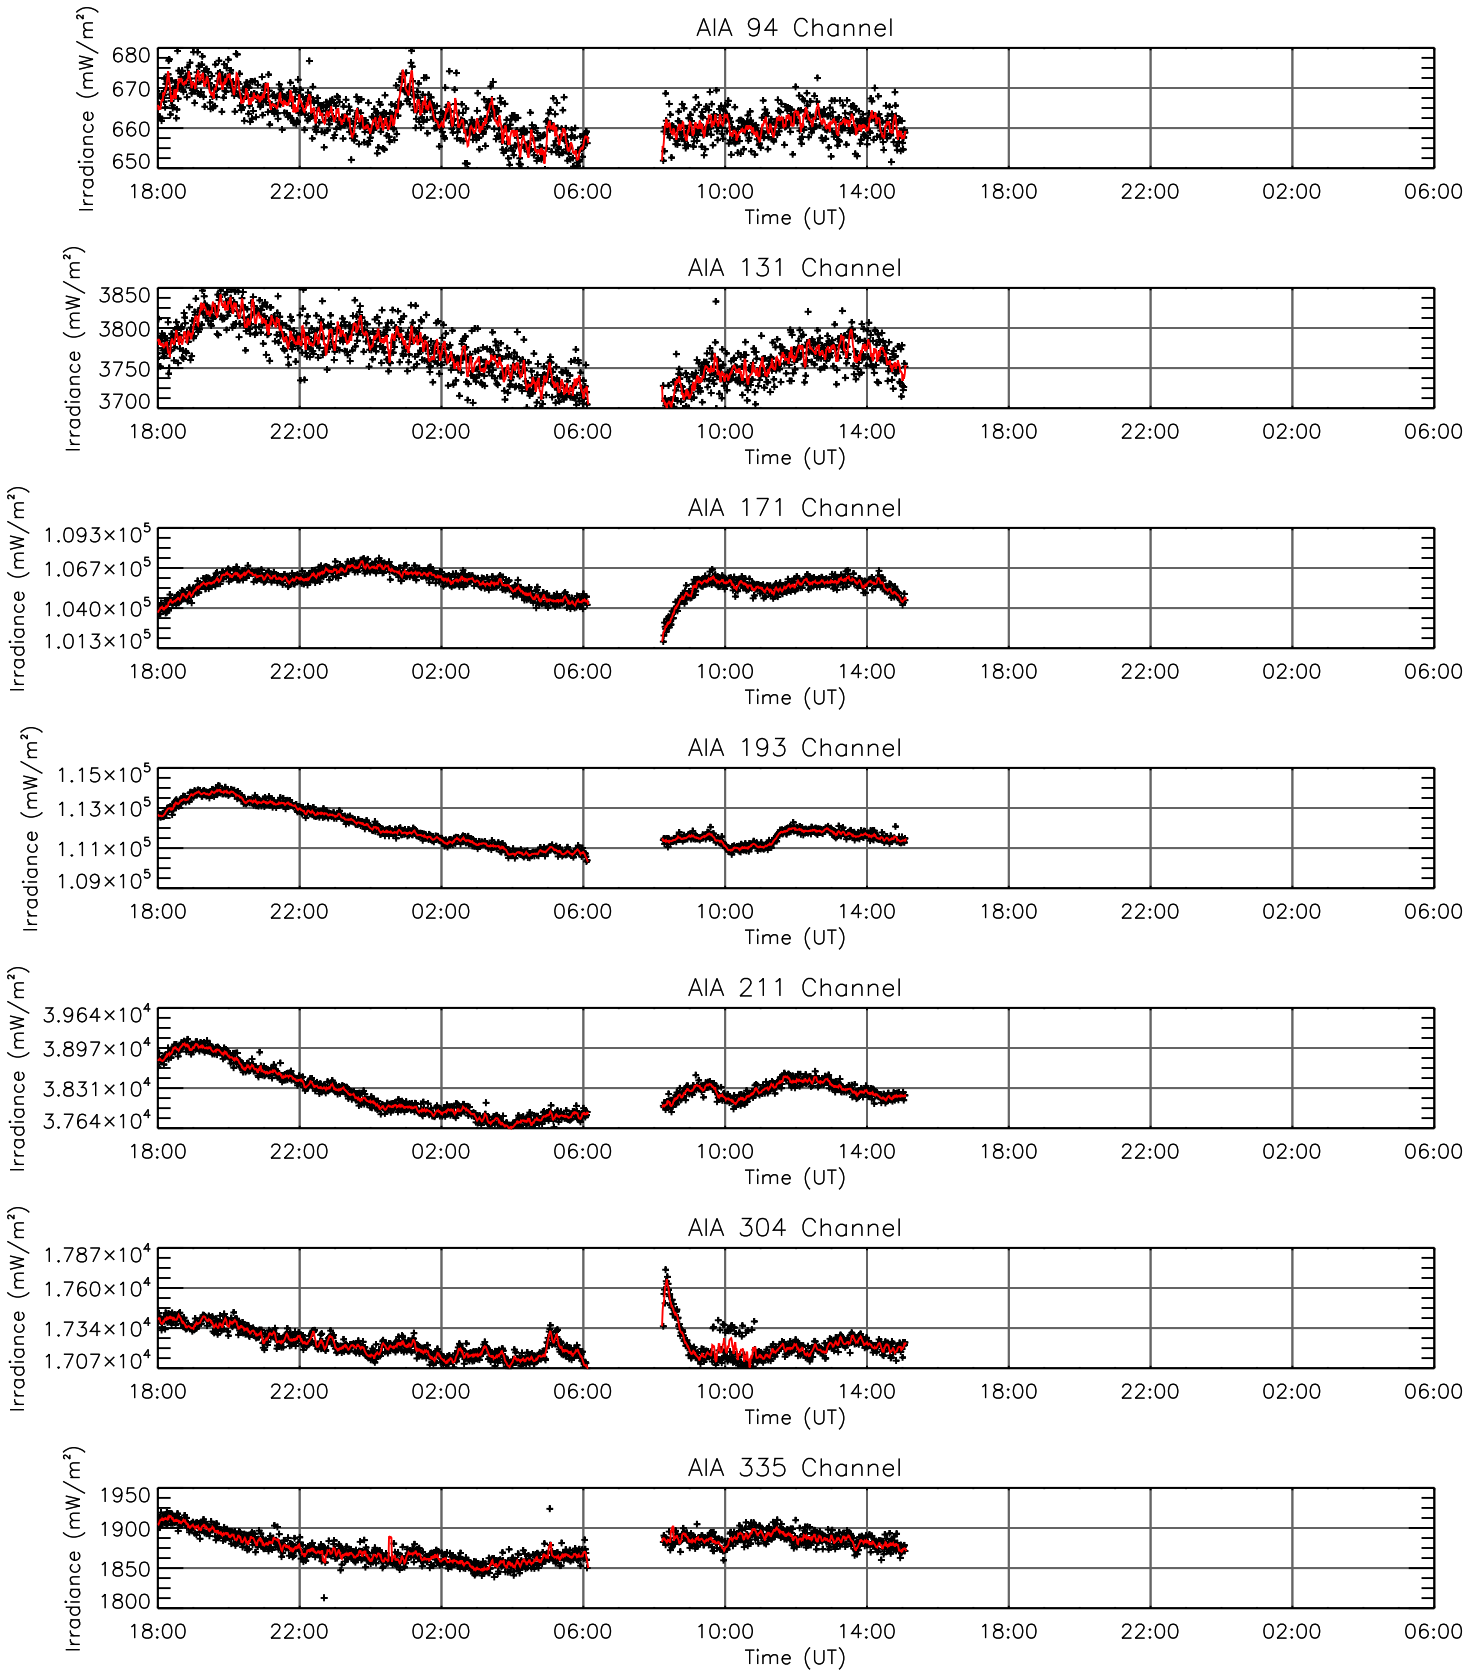 AIA 94 Channel
Irradiance (mW/m²)
680
670
660
650
18:00 22:00 02:00 06:00 10:00 14:00 18:00 22:00 02:00 06:00
Time (UT)
AIA 131 Channel
Irradiance (mW/m²)
3850
3800
3750
3700
18:00 22:00 02:00 06:00 10:00 14:00 18:00 22:00 02:00 06:00
Time (UT)
AIA 171 Channel
Irradiance (mW/m²)
1.093×10⁵
1.067×10⁵
1.040×10⁵
1.013×10⁵
18:00 22:00 02:00 06:00 10:00 14:00 18:00 22:00 02:00 06:00
Time (UT)
AIA 193 Channel
Irradiance (mW/m²)
1.15×10⁵
1.13×10⁵
1.11×10⁵
1.09×10⁵
18:00 22:00 02:00 06:00 10:00 14:00 18:00 22:00 02:00 06:00
Time (UT)
AIA 211 Channel
Irradiance (mW/m²)
3.964×10⁴
3.897×10⁴
3.831×10⁴
3.764×10⁴
18:00 22:00 02:00 06:00 10:00 14:00 18:00 22:00 02:00 06:00
Time (UT)
AIA 304 Channel
Irradiance (mW/m²)
1.787×10⁴
1.760×10⁴
1.734×10⁴
1.707×10⁴
18:00 22:00 02:00 06:00 10:00 14:00 18:00 22:00 02:00 06:00
Time (UT)
AIA 335 Channel
Irradiance (mW/m²)
1950
1900
1850
1800
18:00 22:00 02:00 06:00 10:00 14:00 18:00 22:00 02:00 06:00
Time (UT)